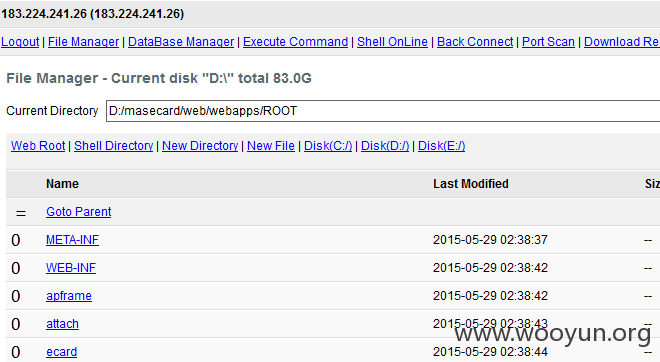 183.224.241.26 (183.224.241.26)
Logout | File Manager | DataBase Manager | Execute Command | Shell OnLine | Back Connect | Port Scan | Download Re
File Manager - Current disk "D:\" total 83.0G
Current Directory D:/masecard/web/webapps/ROOT
Web Root | Shell Directory | New Directory | New File | Disk(C:/) | Disk(D:/) | Disk(E:/)
Name Last Modified Siz
= Goto Parent
0 META-INF 2015-05-29 02:38:37 --
0 WEB-INF 2015-05-29 02:38:42 --
0 apframe 2015-05-29 02:38:42 --
0 attach 2015-05-29 02:38:43 --
0 ecard 2015-05-29 02:38:44 --
www.wooyun.org